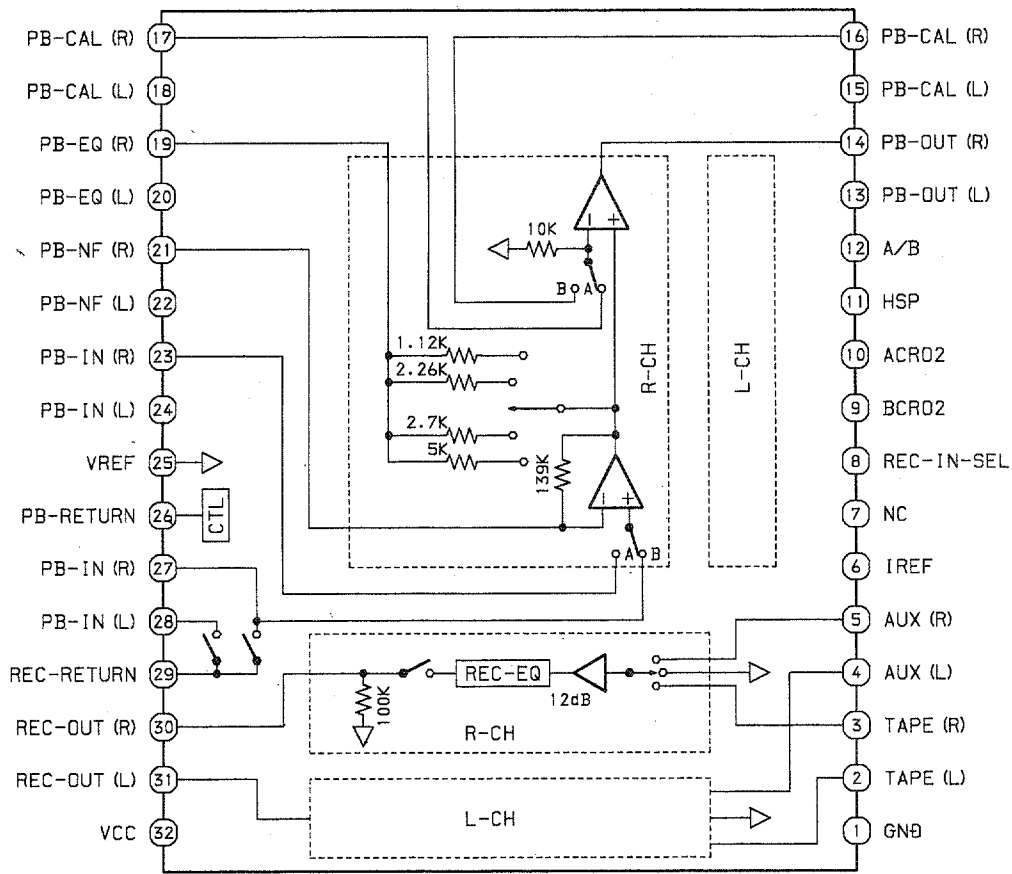 PB-CAL (R) 17
PB-CAL (L) 18
PB-EQ (R) 19
PB-EQ (L) 20
PB-NF (R) 21
PB-NF (L) 22
PB-IN (R) 23
PB-IN (L) 24
VREF 25
PB-RETURN 26
PB-IN (R) 27
PB-IN (L) 28
REC-RETURN 29
REC-OUT (R) 30
REC-OUT (L) 31
VCC 32
16 PB-CAL (R)
15 PB-CAL (L)
14 PB-OUT (R)
13 PB-OUT (L)
12 A/B
11 HSP
10 ACRO2
9 BCRO2
8 REC-IN-SEL
7 NC
6 IREF
5 AUX (R)
4 AUX (L)
3 TAPE (R)
2 TAPE (L)
1 GND
- +
10K
B A
1.12K
2.26K
2.7K
5K
139K
- +
A B
R-CH
L-CH
CTL
REC-EQ
12dB
100K
R-CH
L-CH